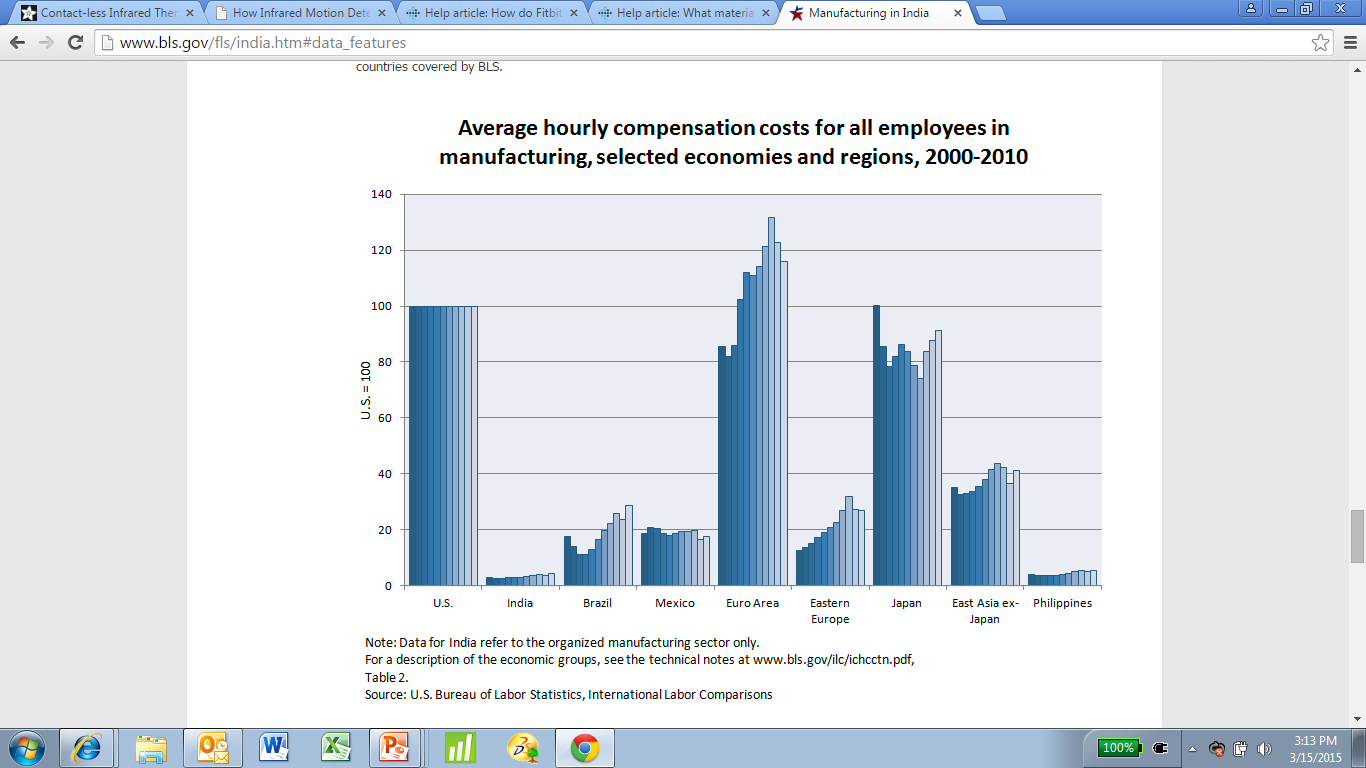 Contact-less Infrared Ther
How Infrared Motion Dete
Help article: How do Fitbit
Help article: What materia
Manufacturing in India
www.bls.gov/fls/india.htm#data_features
countries covered by BLS.
Average hourly compensation costs for all employees in
manufacturing, selected economies and regions, 2000-2010
U.S. = 100
140
120
100
80
60
40
20
0
U.S.
India
Brazil
Mexico
Euro Area
Eastern
Europe
Japan
East Asia ex-
Japan
Philippines
Note: Data for India refer to the organized manufacturing sector only.
For a description of the economic groups, see the technical notes at www.bls.gov/ilc/ichcctn.pdf,
Table 2.
Source: U.S. Bureau of Labor Statistics, International Labor Comparisons
100%
3:13 PM
3/15/2015